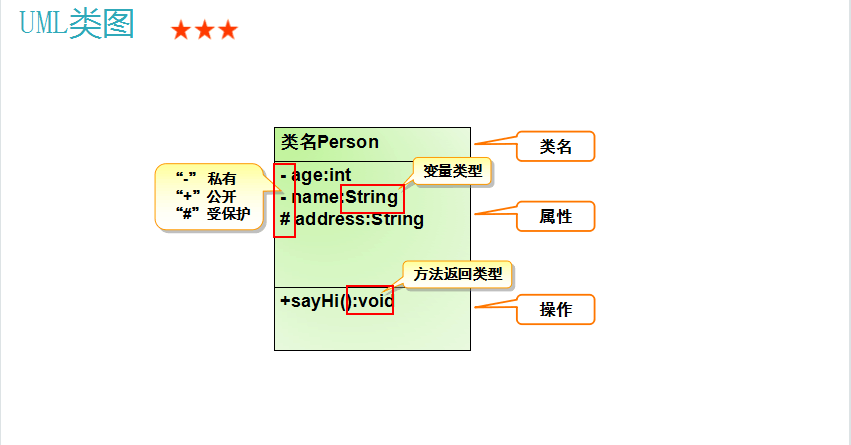 UML类图
类名Person
类名
- age:int
变量类型
“-” 私有
“+”公开
“#”受保护
- name:String
# address:String
属性
方法返回类型
+sayHi():void
操作